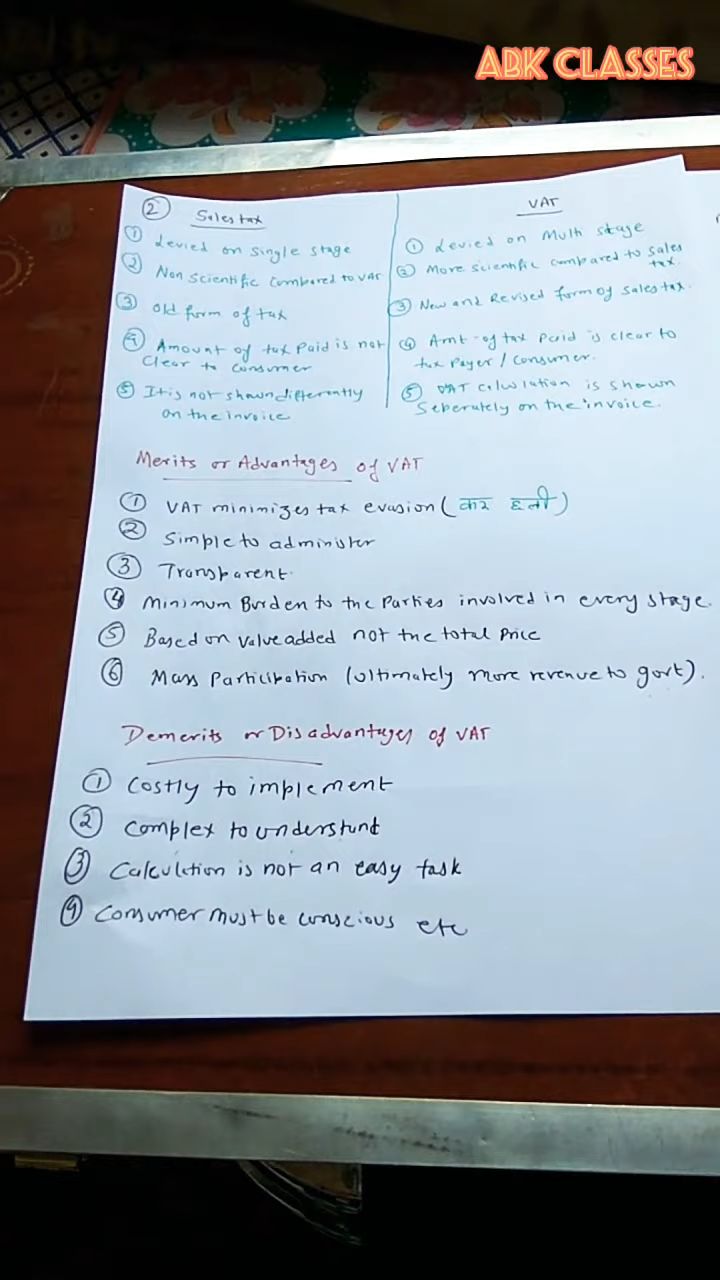 ABK CLASSES
② Sales tax
① Levied on Single stage
② Non Scientific compared to VAT
③ Old form of tax
④ Amount of tax Paid is not
clear to consumer
⑤ It is not shown differently
on the invoice
VAT
① Levied on Multi stage
② More scientific compared to sales
tax.
③ New and Revised form of sales tax.
④ Amt of tax paid is clear to
tax payer / consumer.
⑤ VAT calculation is shown
Seberately on the invoice.
Merits or Advantages of VAT
① VAT minimizes tax evasion (कर छली)
② Simple to administer
③ Transparent.
④ Minimum Burden to the Parties involved in every stage.
⑤ Based on value added not the total Price
⑥ Mass Participation (ultimately more revenue to govt).
Demerits or Disadvantages of VAT
① Costly to implement
② Complex to understant
③ Calculation is not an easy task
④ Consumer must be conscious etc